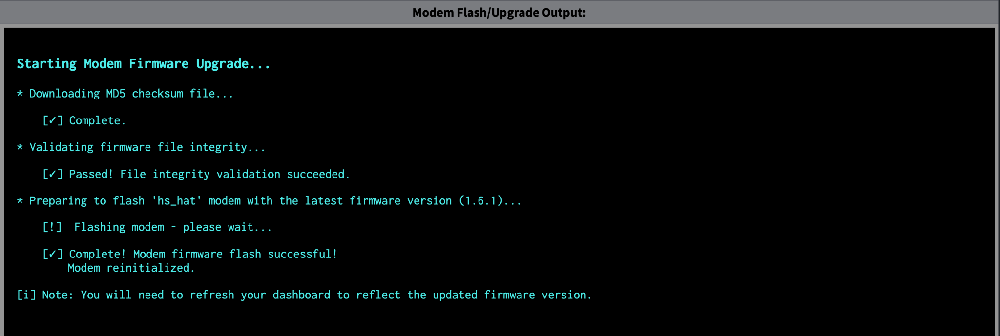 Modem Flash/Upgrade Output:
Starting Modem Firmware Upgrade...
* Downloading MD5 checksum file...
[✓] Complete.
* Validating firmware file integrity...
[✓] Passed! File integrity validation succeeded.
* Preparing to flash 'hs_hat' modem with the latest firmware version (1.6.1)...
[!] Flashing modem - please wait...
[✓] Complete! Modem firmware flash successful!
Modem reinitialized.
[i] Note: You will need to refresh your dashboard to reflect the updated firmware version.